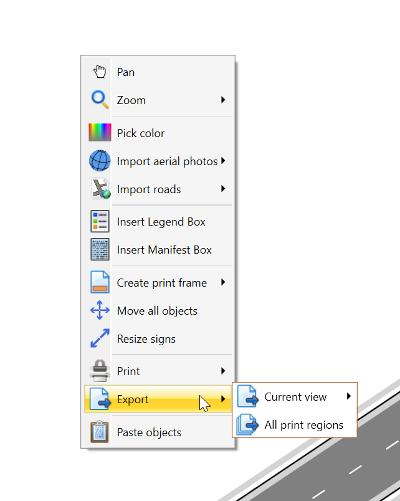 Pan
Zoom
Pick color
Import aerial photos
Import roads
Insert Legend Box
Insert Manifest Box
Create print frame
Move all objects
Resize signs
Print
Export
Current view
All print regions
Paste objects